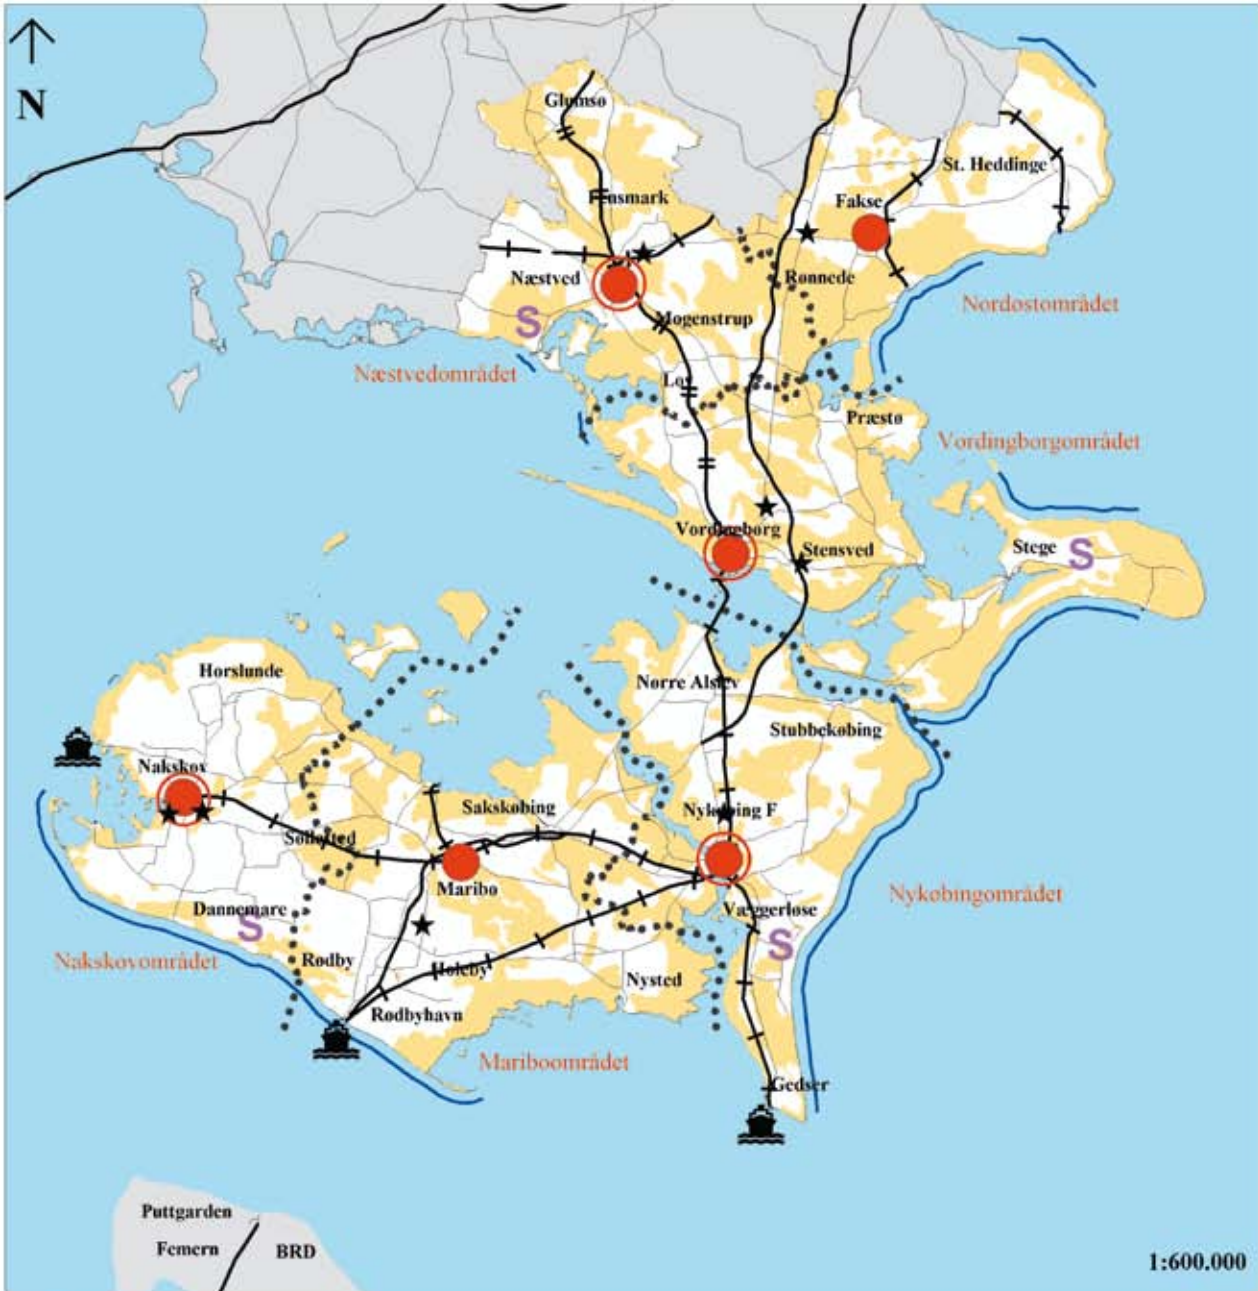 N
Glumsø
St. Heddinge
Fensmark
Fakse
Næstved
Rønnede
Nordostområdet
S
Mogenstrup
Næstvedområdet
Lov
Præstø
Vordingborgområdet
Vordingborg
Stensved
Stege
S
Horslunde
Nørre Alslev
Stubbekøbing
Nakskov
Sakskøbing
Nykøbing F
Søllested
Maribo
Nykøbingområdet
Dannemare
S
Væggerløse
S
Nakskovområdet
Rødby
Holeby
Nysted
Rødbyhavn
Mariboområdet
Gedser
Puttgarden
Femern
BRD
1:600.000